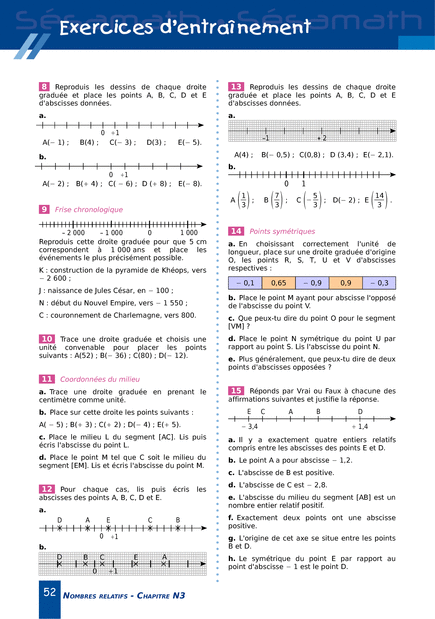 Sésamath
Exercices d'entraînement
8 Reproduis les dessins de chaque droite
graduée et place les points A, B, C, D et E
d'abscisses données.
a.
0 +1
A(− 1) ; B(4) ; C(− 3) ; D(3) ; E(− 5).
b.
0 +1
A(− 2) ; B(+ 4) ; C( − 6) ; D (+ 8) ; E(− 8).
9 Frise chronologique
− 2 000 − 1 000 0 1 000
Reproduis cette droite graduée pour que 5 cm
correspondent à 1 000 ans et place les
événements le plus précisément possible.
K : construction de la pyramide de Khéops, vers
− 2 600 ;
J : naissance de Jules César, en − 100 ;
N : début du Nouvel Empire, vers − 1 550 ;
C : couronnement de Charlemagne, vers 800.
10 Trace une droite graduée et choisis une
unité convenable pour placer les points
suivants : A(52) ; B(− 36) ; C(80) ; D(− 12).
11 Coordonnées du milieu
a. Trace une droite graduée en prenant le
centimètre comme unité.
b. Place sur cette droite les points suivants :
A( − 5) ; B(+ 3) ; C(+ 2) ; D(− 4) ; E(+ 5).
c. Place le milieu L du segment [AC]. Lis puis
écris l'abscisse du point L.
d. Place le point M tel que C soit le milieu du
segment [EM]. Lis et écris l'abscisse du point M.
12 Pour chaque cas, lis puis écris les
abscisses des points A, B, C, D et E.
a.
D A E C B
0 +1
b.
D B C E A
0 +1
13 Reproduis les dessins de chaque droite
graduée et place les points A, B, C, D et E
d'abscisses données.
a.
−1 + 2
A(4) ; B(− 0,5) ; C(0,8) ; D (3,4) ; E(− 2,1).
b.
0 1
A (1/3) ; B (7/3) ; C (− 5/3) ; D(− 2) ; E (14/3) .
14 Points symétriques
a. En choisissant correctement l'unité de
longueur, place sur une droite graduée d'origine
O, les points R, S, T, U et V d'abscisses
respectives :
− 0,1 0,65 − 0,9 0,9 − 0,3
b. Place le point M ayant pour abscisse l'opposé
de l'abscisse du point V.
c. Que peux-tu dire du point O pour le segment
[VM] ?
d. Place le point N symétrique du point U par
rapport au point S. Lis l'abscisse du point N.
e. Plus généralement, que peux-tu dire de deux
points d'abscisses opposées ?
15 Réponds par Vrai ou Faux à chacune des
affirmations suivantes et justifie la réponse.
E C A B D
− 3,4 + 1,4
a. Il y a exactement quatre entiers relatifs
compris entre les abscisses des points E et D.
b. Le point A a pour abscisse − 1,2.
c. L'abscisse de B est positive.
d. L'abscisse de C est − 2,8.
e. L'abscisse du milieu du segment [AB] est un
nombre entier relatif positif.
f. Exactement deux points ont une abscisse
positive.
g. L'origine de cet axe se situe entre les points
B et D.
h. Le symétrique du point E par rapport au
point d'abscisse − 1 est le point D.
52 Nombres relatifs - Chapitre N3